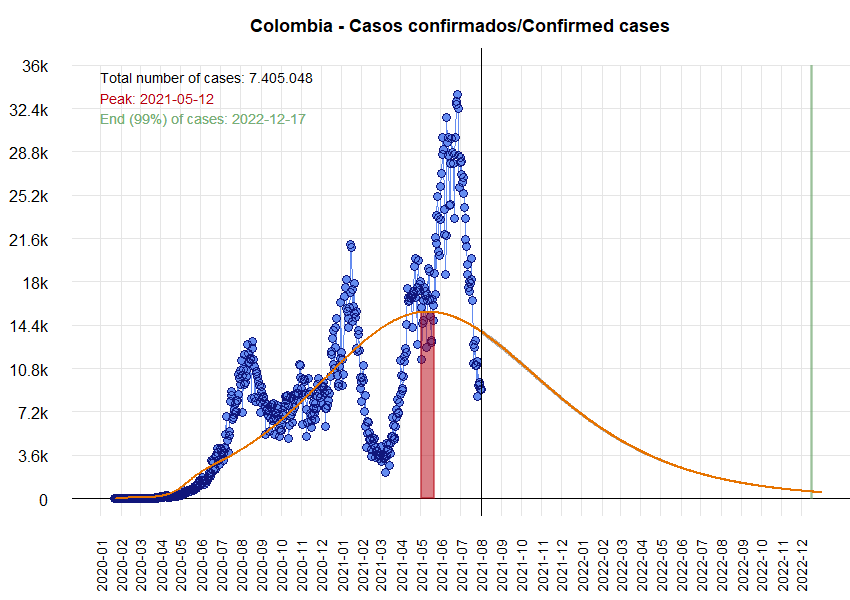 Colombia - Casos confirmados/Confirmed cases
Total number of cases: 7.405.048
Peak: 2021-05-12
End (99%) of cases: 2022-12-17
36k
32.4k
28.8k
25.2k
21.6k
18k
14.4k
10.8k
7.2k
3.6k
0
2020-01
2020-02
2020-03
2020-04
2020-05
2020-06
2020-07
2020-08
2020-09
2020-10
2020-11
2020-12
2021-01
2021-02
2021-03
2021-04
2021-05
2021-06
2021-07
2021-08
2021-09
2021-10
2021-11
2021-12
2022-01
2022-02
2022-03
2022-04
2022-05
2022-06
2022-07
2022-08
2022-09
2022-10
2022-11
2022-12